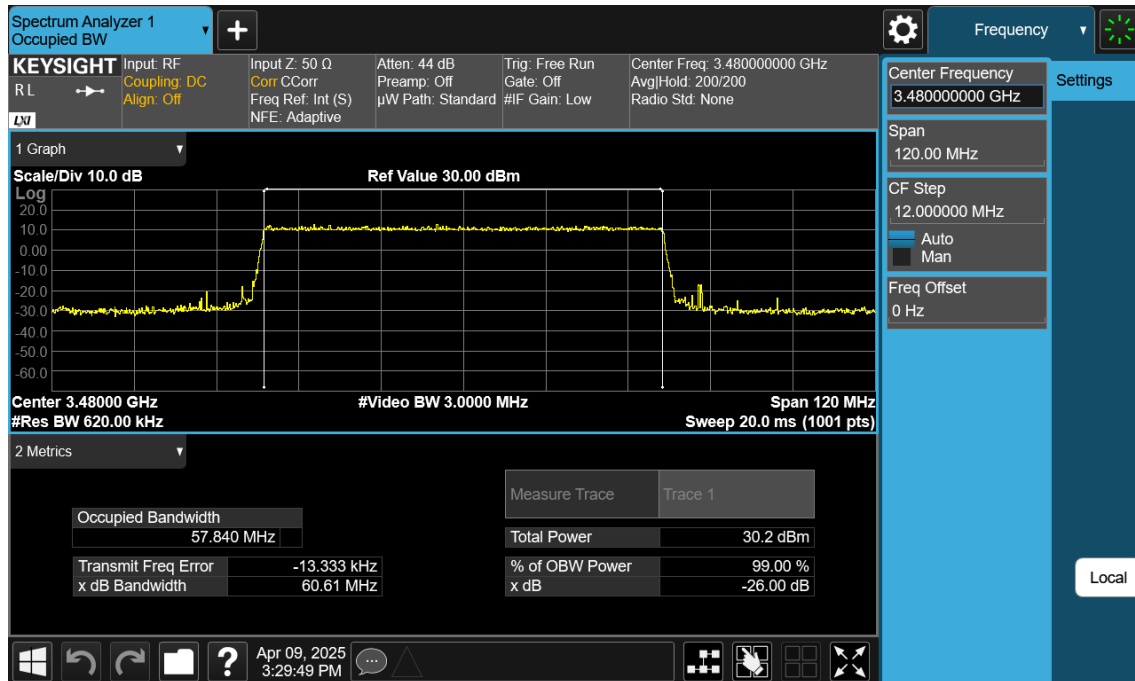 Spectrum Analyzer 1
Occupied BW
+
Frequency
KEYSIGHT
R L
LXI
Input: RF
Coupling: DC
Align: Off
Input Z: 50 Ω
Corr CCorr
Freq Ref: Int (S)
NFE: Adaptive
Atten: 44 dB
Preamp: Off
µW Path: Standard
Trig: Free Run
Gate: Off
#IF Gain: Low
Center Freq: 3.480000000 GHz
Avg|Hold: 200/200
Radio Std: None
1 Graph
Scale/Div 10.0 dB
Ref Value 30.00 dBm
Log
20.0
10.0
0.00
-10.0
-20.0
-30.0
-40.0
-50.0
-60.0
Center 3.48000 GHz
#Video BW 3.0000 MHz
Span 120 MHz
#Res BW 620.00 kHz
Sweep 20.0 ms (1001 pts)
2 Metrics
Measure Trace
Trace 1
Occupied Bandwidth
57.840 MHz
Total Power
30.2 dBm
Transmit Freq Error
-13.333 kHz
% of OBW Power
99.00 %
x dB Bandwidth
60.61 MHz
x dB
-26.00 dB
Center Frequency
3.480000000 GHz
Settings
Span
120.00 MHz
CF Step
12.000000 MHz
Auto
Man
Freq Offset
0 Hz
Local
?
Apr 09, 2025
3:29:49 PM